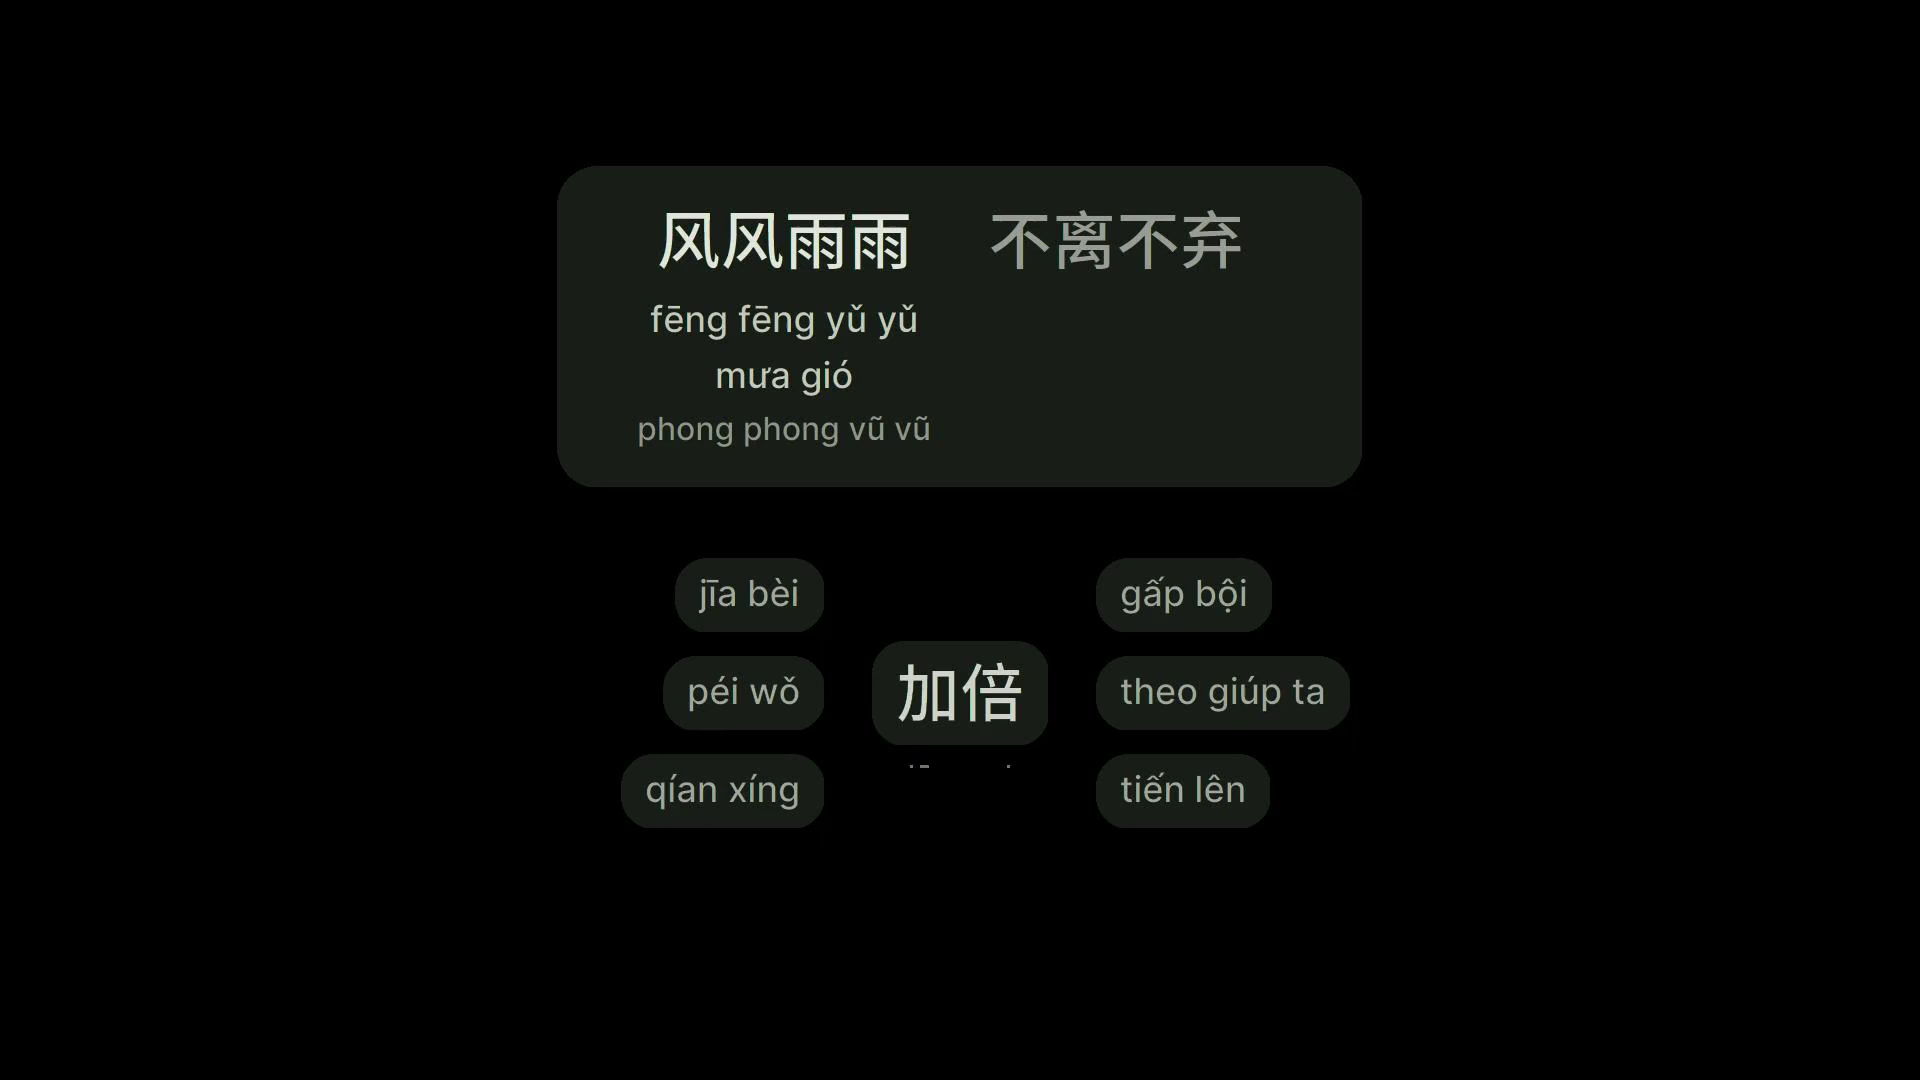 风风雨雨 不离不弃
fēng fēng yǔ yǔ
mưa gió
phong phong vũ vũ
jīa bèi
gấp bội
péi wǒ
加倍
theo giúp ta
qían xíng
tiến lên